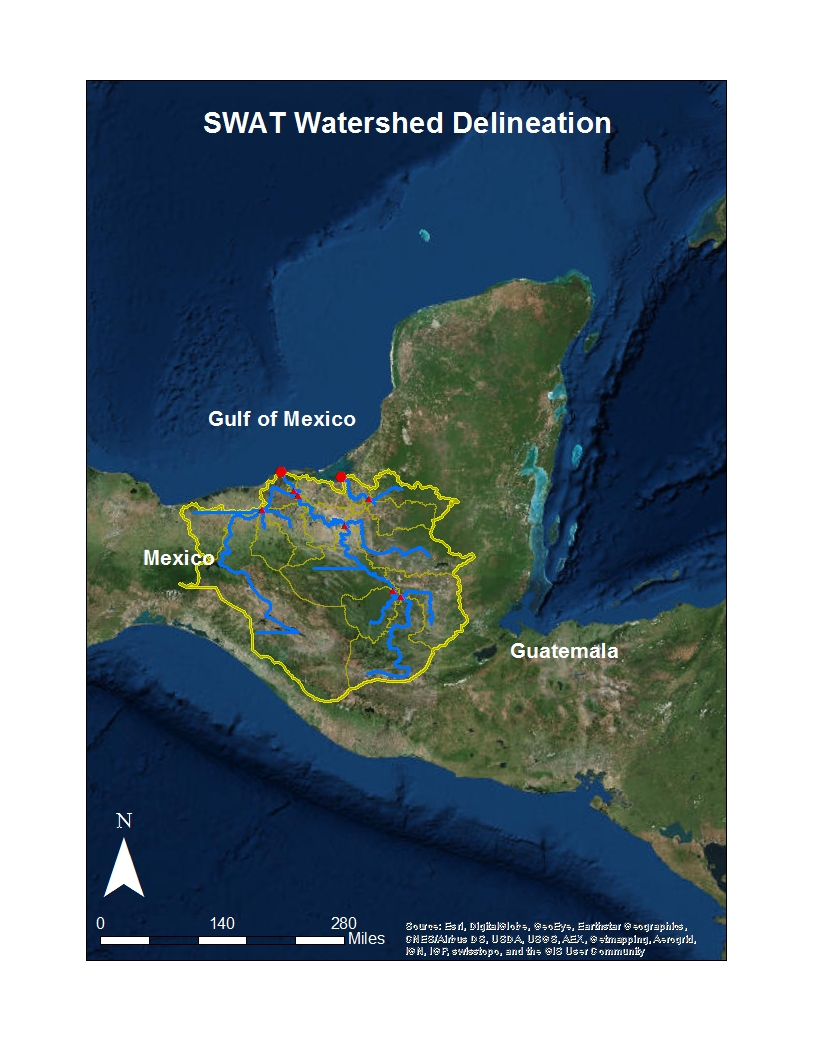 SWAT Watershed Delineation
Gulf of Mexico
Mexico
Guatemala
N
0 140 280
Miles
Source: Esri, DigitalGlobe, GeoEye, Earthstar Geographics,
CNES/Airbus DS, USDA, USGS, AEX, Getmapping, Aerogrid,
IGN, IGP, swisstopo, and the GIS User Community